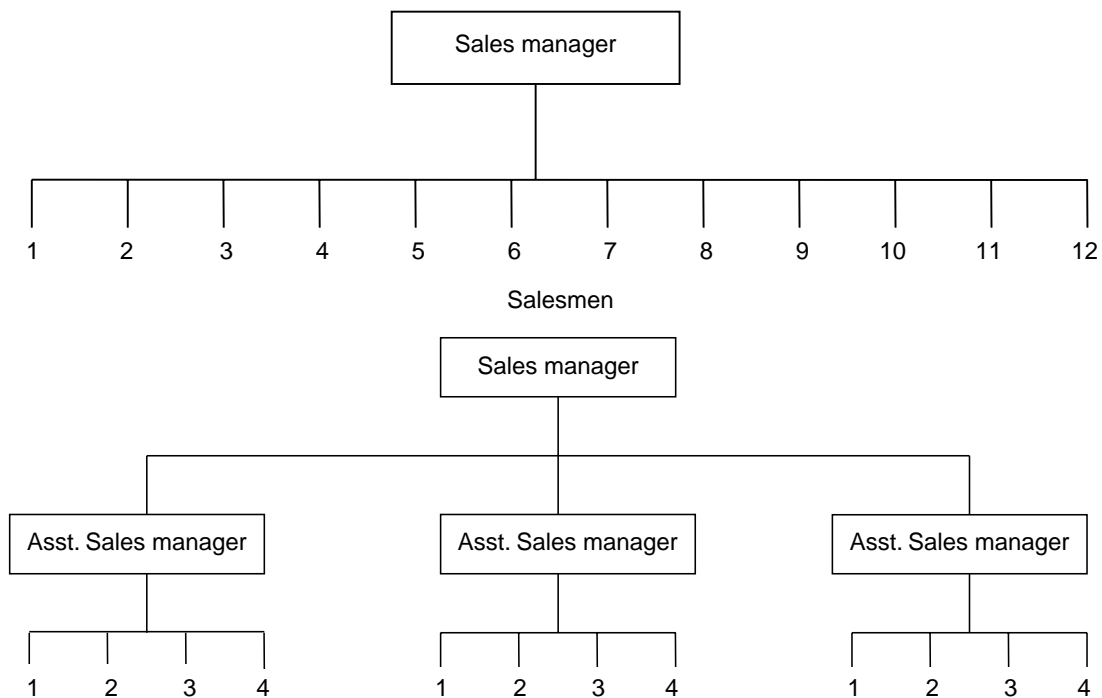 Sales manager
1 2 3 4 5 6 7 8 9 10 11 12
Salesmen
Sales manager
Asst. Sales manager Asst. Sales manager Asst. Sales manager
1 2 3 4 1 2 3 4 1 2 3 4